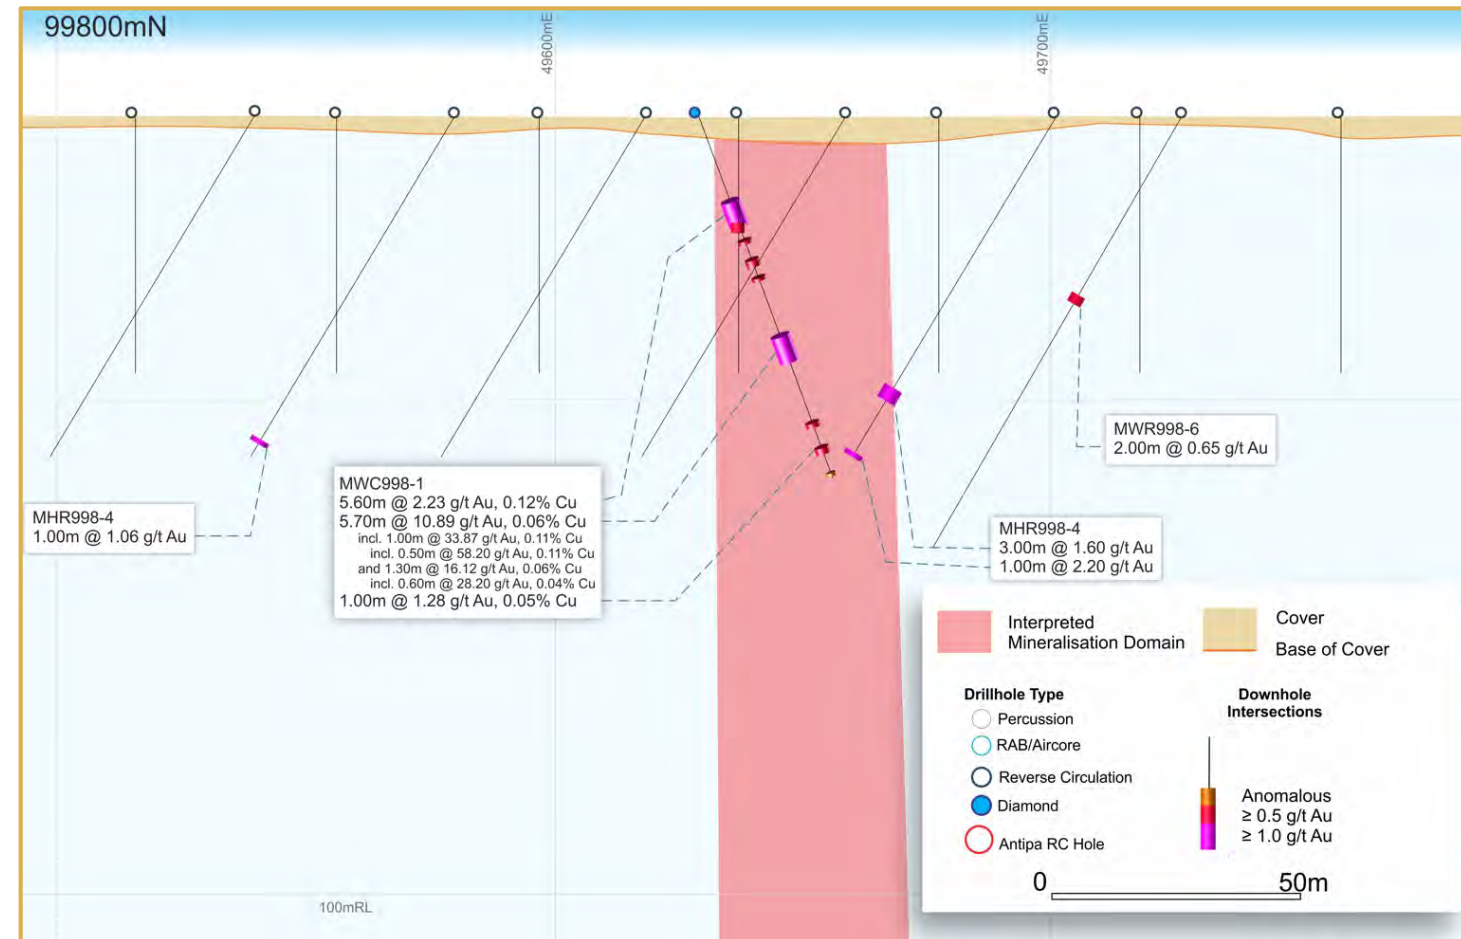 99800mN
49600mE
49700mE
MWR998-6
2.00m @ 0.65 g/t Au
MHR998-4
1.00m @ 1.06 g/t Au
MWC998-1
5.60m @ 2.23 g/t Au, 0.12% Cu
5.70m @ 10.89 g/t Au, 0.06% Cu
incl. 1.00m @ 33.87 g/t Au, 0.11% Cu
incl. 0.50m @ 58.20 g/t Au, 0.11% Cu
and 1.30m @ 16.12 g/t Au, 0.06% Cu
incl. 0.60m @ 28.20 g/t Au, 0.04% Cu
1.00m @ 1.28 g/t Au, 0.05% Cu
MHR998-4
3.00m @ 1.60 g/t Au
1.00m @ 2.20 g/t Au
Interpreted
Mineralisation Domain
Cover
Base of Cover
Drillhole Type
Percussion
RAB/Aircore
Reverse Circulation
Diamond
Antipa RC Hole
Downhole
Intersections
Anomalous
≥ 0.5 g/t Au
≥ 1.0 g/t Au
0 50m
100mRL